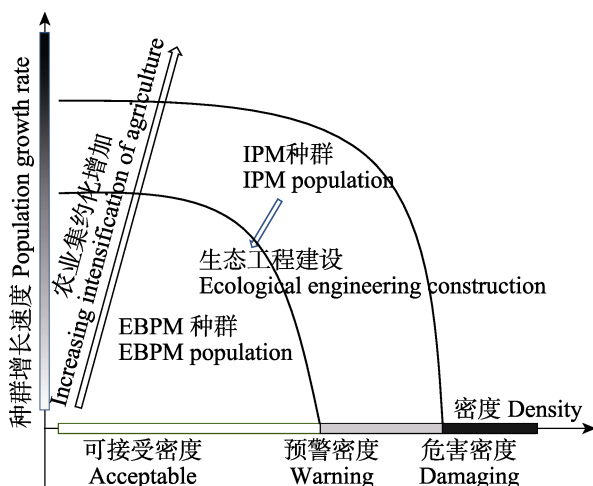 种群增长速度 Population growth rate
农业集约化增加
Increasing intensification of agriculture
IPM种群
IPM population
生态工程建设
Ecological engineering construction
EBPM 种群
EBPM population
密度 Density
可接受密度
Acceptable
预警密度
Warning
危害密度
Damaging